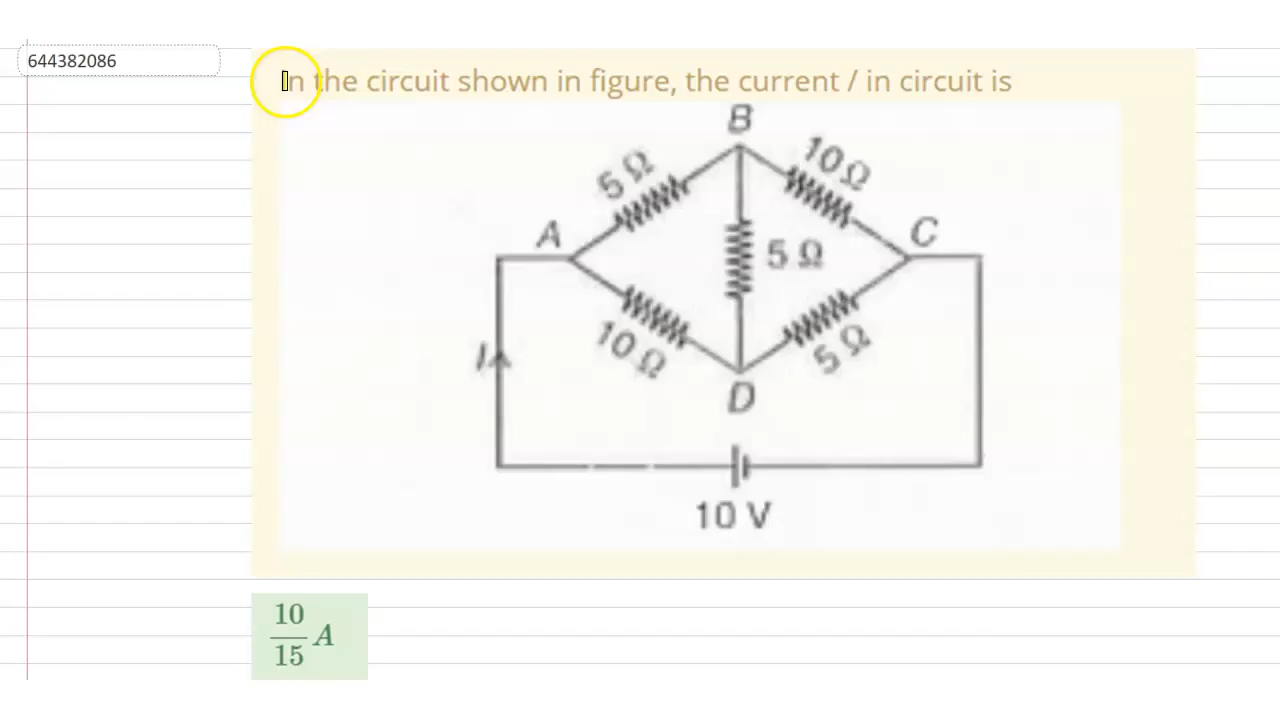 644382086
In the circuit shown in figure, the current / in circuit is
B
5 Ω
10 Ω
A
C
5 Ω
I
10 Ω
5 Ω
D
10 V
10
15
A